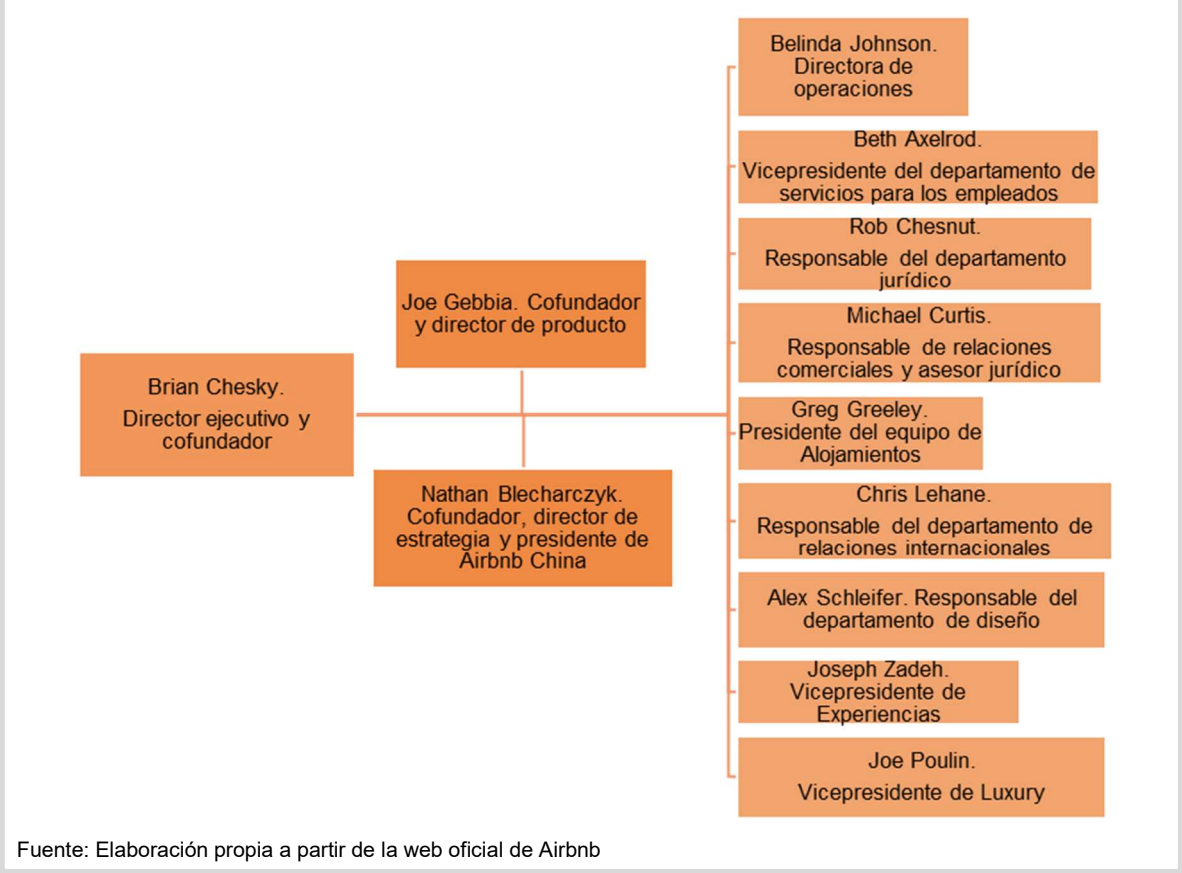 Belinda Johnson.
Directora de
operaciones
Beth Axelrod.
Vicepresidente del departamento de
servicios para los empleados
Rob Chesnut.
Responsable del departamento
jurídico
Joe Gebbia. Cofundador
y director de producto
Michael Curtis.
Responsable de relaciones
comerciales y asesor jurídico
Brian Chesky.
Director ejecutivo y
cofundador
Greg Greeley.
Presidente del equipo de
Alojamientos
Nathan Blecharczyk.
Cofundador, director de
estrategia y presidente de
Airbnb China
Chris Lehane.
Responsable del departamento de
relaciones internacionales
Alex Schleifer. Responsable del
departamento de diseño
Joseph Zadeh.
Vicepresidente de
Experiencias
Joe Poulin.
Vicepresidente de Luxury
Fuente: Elaboración propia a partir de la web oficial de Airbnb